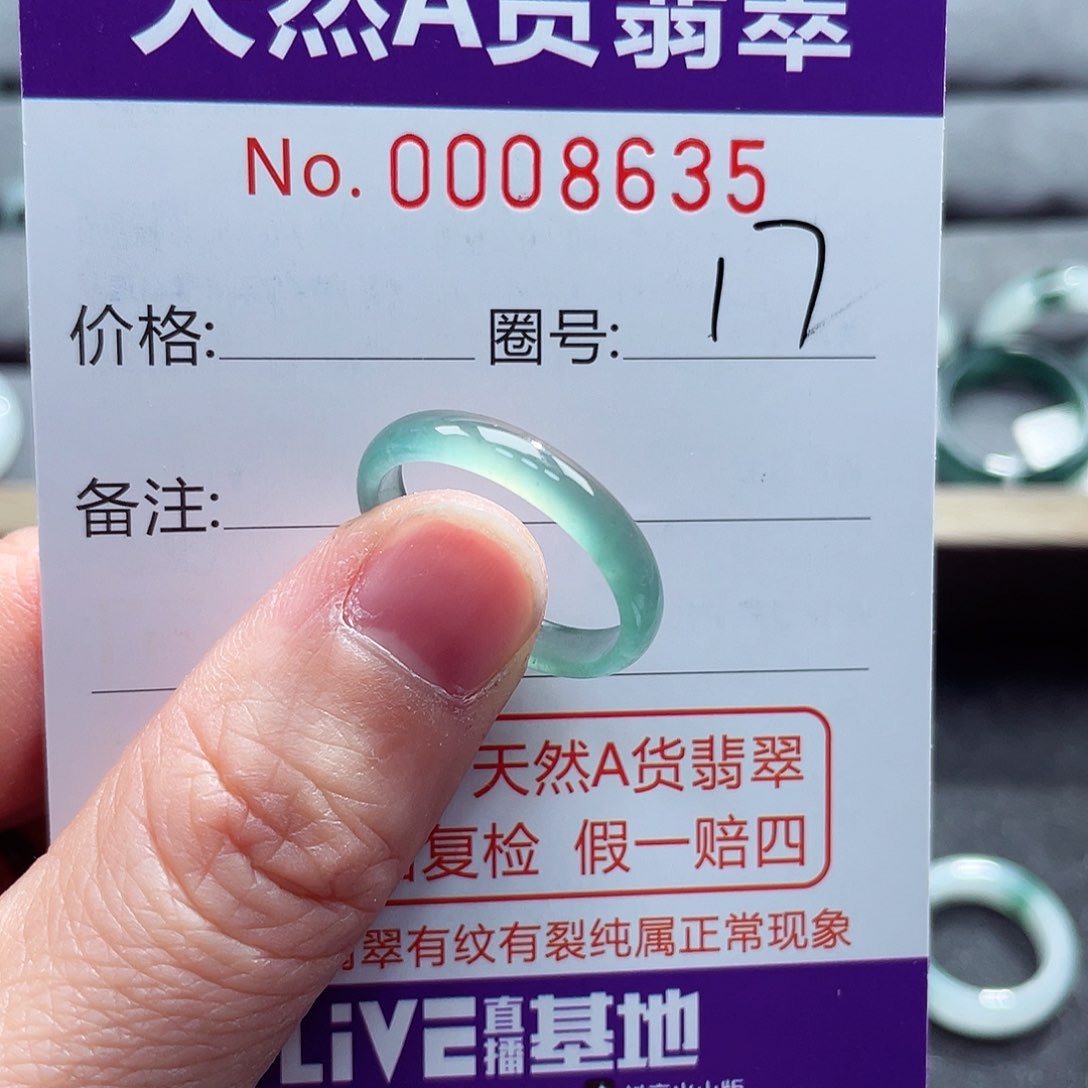 天然A货翡翠
No. 0008635
价格: 圈号: 17
备注:
天然A货翡翠
复检 假一赔四
翠有纹有裂纯属正常现象
LiVE直播基地